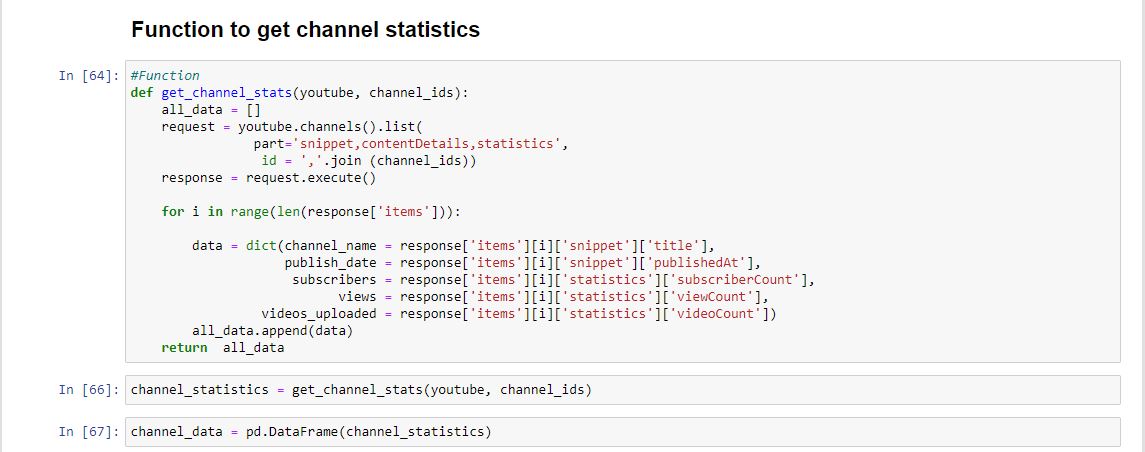 Function to get channel statistics
In [64]: #Function
def get_channel_stats(youtube, channel_ids):
    all_data = []
    request = youtube.channels().list(
                part='snippet,contentDetails,statistics',
                 id = ','.join (channel_ids))
    response = request.execute()
    for i in range(len(response['items'])):
        data = dict(channel_name = response['items'][i]['snippet']['title'],
                    publish_date = response['items'][i]['snippet']['publishedAt'],
                     subscribers = response['items'][i]['statistics']['subscriberCount'],
                           views = response['items'][i]['statistics']['viewCount'],
                 videos_uploaded = response['items'][i]['statistics']['videoCount'])
        all_data.append(data)
    return  all_data
In [66]: channel_statistics = get_channel_stats(youtube, channel_ids)
In [67]: channel_data = pd.DataFrame(channel_statistics)